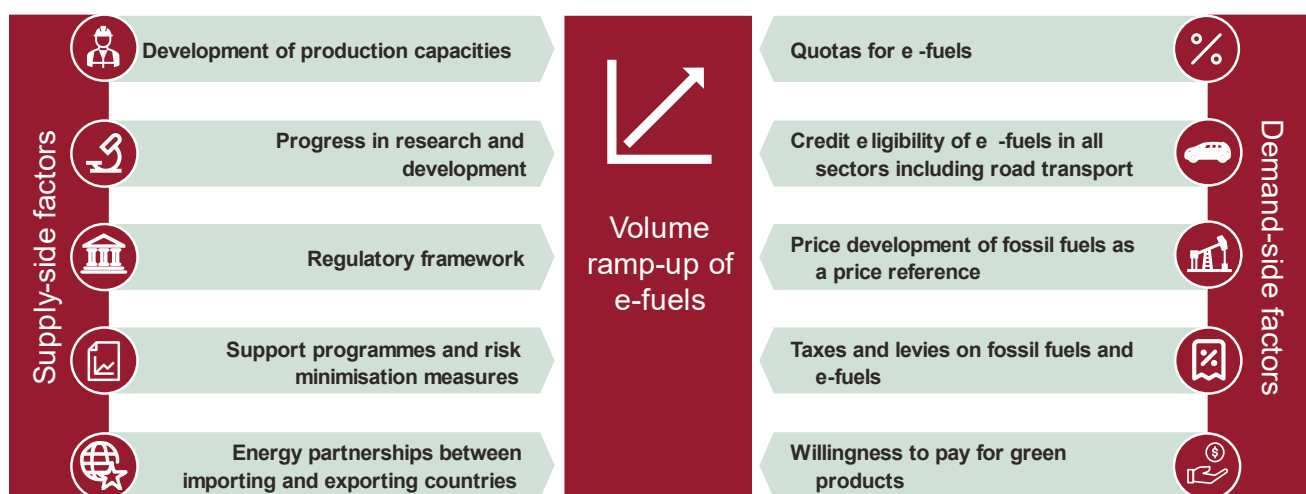 Supply-side factors
Development of production capacities
Progress in research and
development
Regulatory framework
Support programmes and risk
minimisation measures
Energy partnerships between
importing and exporting countries
Volume
ramp-up of
e-fuels
Quotas for e -fuels
Credit eligibility of e -fuels in all
sectors including road transport
Price development of fossil fuels as
a price reference
Taxes and levies on fossil fuels and
e-fuels
Willingness to pay for green
products
Demand-side factors
%
%
$